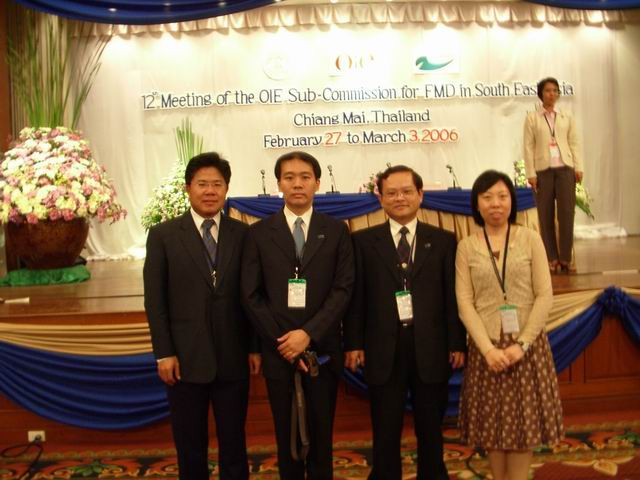 OIE
12th Meeting of the OIE Sub-Commission for FMD in South East Asia
Chiang Mai, Thailand
February 27 to March 3, 2006